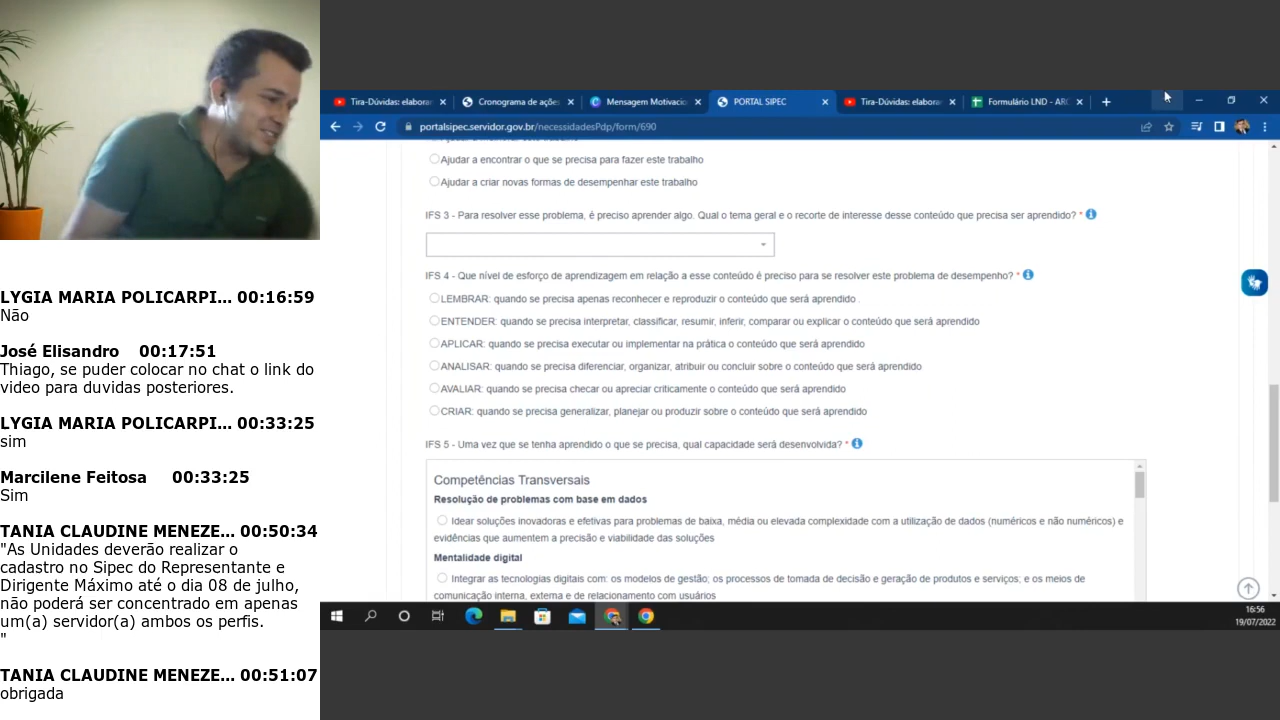 LYGIA MARIA POLICARPI... 00:16:59
Não
José Elisandro 00:17:51
Thiago, se puder colocar no chat o link do
video para duvidas posteriores.
LYGIA MARIA POLICARPI... 00:33:25
sim
Marcilene Feitosa 00:33:25
Sim
TANIA CLAUDINE MENEZE... 00:50:34
"As Unidades deverão realizar o
cadastro no Sipec do Representante e
Dirigente Máximo até o dia 08 de julho,
não poderá ser concentrado em apenas
um(a) servidor(a) ambos os perfis.
"
TANIA CLAUDINE MENEZE... 00:51:07
obrigada
Tira-Dúvidas: elabora
Cronograma de ações
Mensagem Motivacio
PORTAL SIPEC
Tira-Dúvidas: elabora
Formulário LND - AR
portalsipec.servidor.gov.br/necessidadesPdp/form/690
Ajudar a encontrar o que se precisa para fazer este trabalho
Ajudar a criar novas formas de desempenhar este trabalho
IFS 3 - Para resolver esse problema, é preciso aprender algo. Qual o tema geral e o recorte de interesse desse conteúdo que precisa ser aprendido? *
IFS 4 - Que nível de esforço de aprendizagem em relação a esse conteúdo é preciso para se resolver este problema de desempenho? *
LEMBRAR: quando se precisa apenas reconhecer e reproduzir o conteúdo que será aprendido .
ENTENDER: quando se precisa interpretar, classificar, resumir, inferir, comparar ou explicar o conteúdo que será aprendido
APLICAR: quando se precisa executar ou implementar na prática o conteúdo que será aprendido
ANALISAR: quando se precisa diferenciar, organizar, atribuir ou concluir sobre o conteúdo que será aprendido
AVALIAR: quando se precisa checar ou apreciar criticamente o conteúdo que será aprendido
CRIAR: quando se precisa generalizar, planejar ou produzir sobre o conteúdo que será aprendido
IFS 5 - Uma vez que se tenha aprendido o que se precisa, qual capacidade será desenvolvida? *
Competências Transversais
Resolução de problemas com base em dados
Idear soluções inovadoras e efetivas para problemas de baixa, média ou elevada complexidade com a utilização de dados (numéricos e não numéricos) e
evidências que aumentem a precisão e viabilidade das soluções
Mentalidade digital
Integrar as tecnologias digitais com: os modelos de gestão; os processos de tomada de decisão e geração de produtos e serviços; e os meios de
comunicação interna, externa e de relacionamento com usuários
16:56
19/07/2022